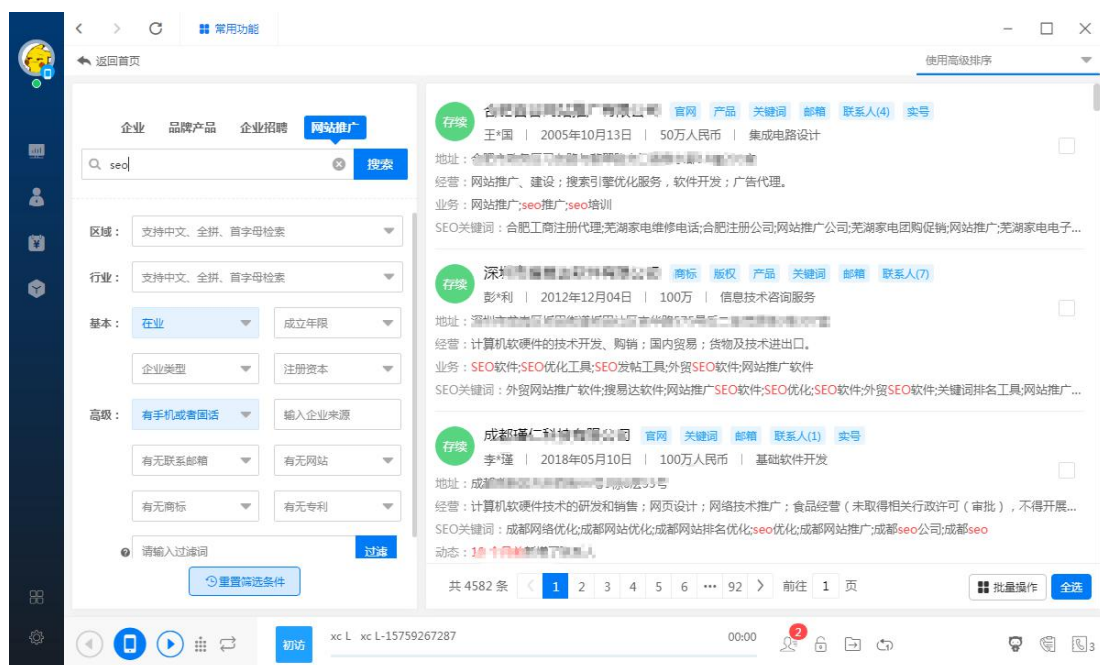 常用功能
返回首页
使用高级排序
企业 品牌产品 企业招聘 网站推广
seo 搜索
区域： 支持中文、全拼、首字母检索
行业： 支持中文、全拼、首字母检索
基本： 在业 成立年限
企业类型 注册资本
高级： 有手机或者固话 输入企业来源
有无联系邮箱 有无网站
有无商标 有无专利
请输入过滤词 过滤
重置筛选条件
存续 官网 产品 关键词 邮箱 联系人(4) 实号
王*国 | 2005年10月13日 | 50万人民币 | 集成电路设计
地址：
经营：网站推广、建设；搜索引擎优化服务，软件开发；广告代理。
业务：网站推广;seo推广;seo培训
SEO关键词：合肥工商注册代理;芜湖家电维修电话;合肥注册公司;网站推广公司;芜湖家电团购促销;网站推广;芜湖家电电子...
存续 深圳 商标 版权 产品 关键词 邮箱 联系人(7)
彭*利 | 2012年12月04日 | 100万 | 信息技术咨询服务
地址：
经营：计算机软硬件的技术开发、购销；国内贸易；货物及技术进出口。
业务：SEO软件;SEO优化工具;SEO发帖工具;外贸SEO软件;网站推广软件
SEO关键词：外贸网站推广软件;搜易达软件;网站推广SEO软件;SEO优化;SEO软件;外贸SEO软件;关键词排名工具;网站推广...
存续 成都瑾仁科技有限公司 官网 关键词 邮箱 联系人(1) 实号
李*瑾 | 2018年05月10日 | 100万人民币 | 基础软件开发
地址：成都
经营：计算机软硬件技术的研发和销售；网页设计；网络技术推广；食品经营（未取得相关行政许可（审批），不得开展...
SEO关键词：成都网络优化;成都网站优化;成都网站排名优化;seo优化;成都网站推广;成都seo公司;成都seo
动态：
共 4582 条 1 2 3 4 5 6 ••• 92 前往 1 页 批量操作 全选
初访 xc L xc L-15759267287 00:00 2 3